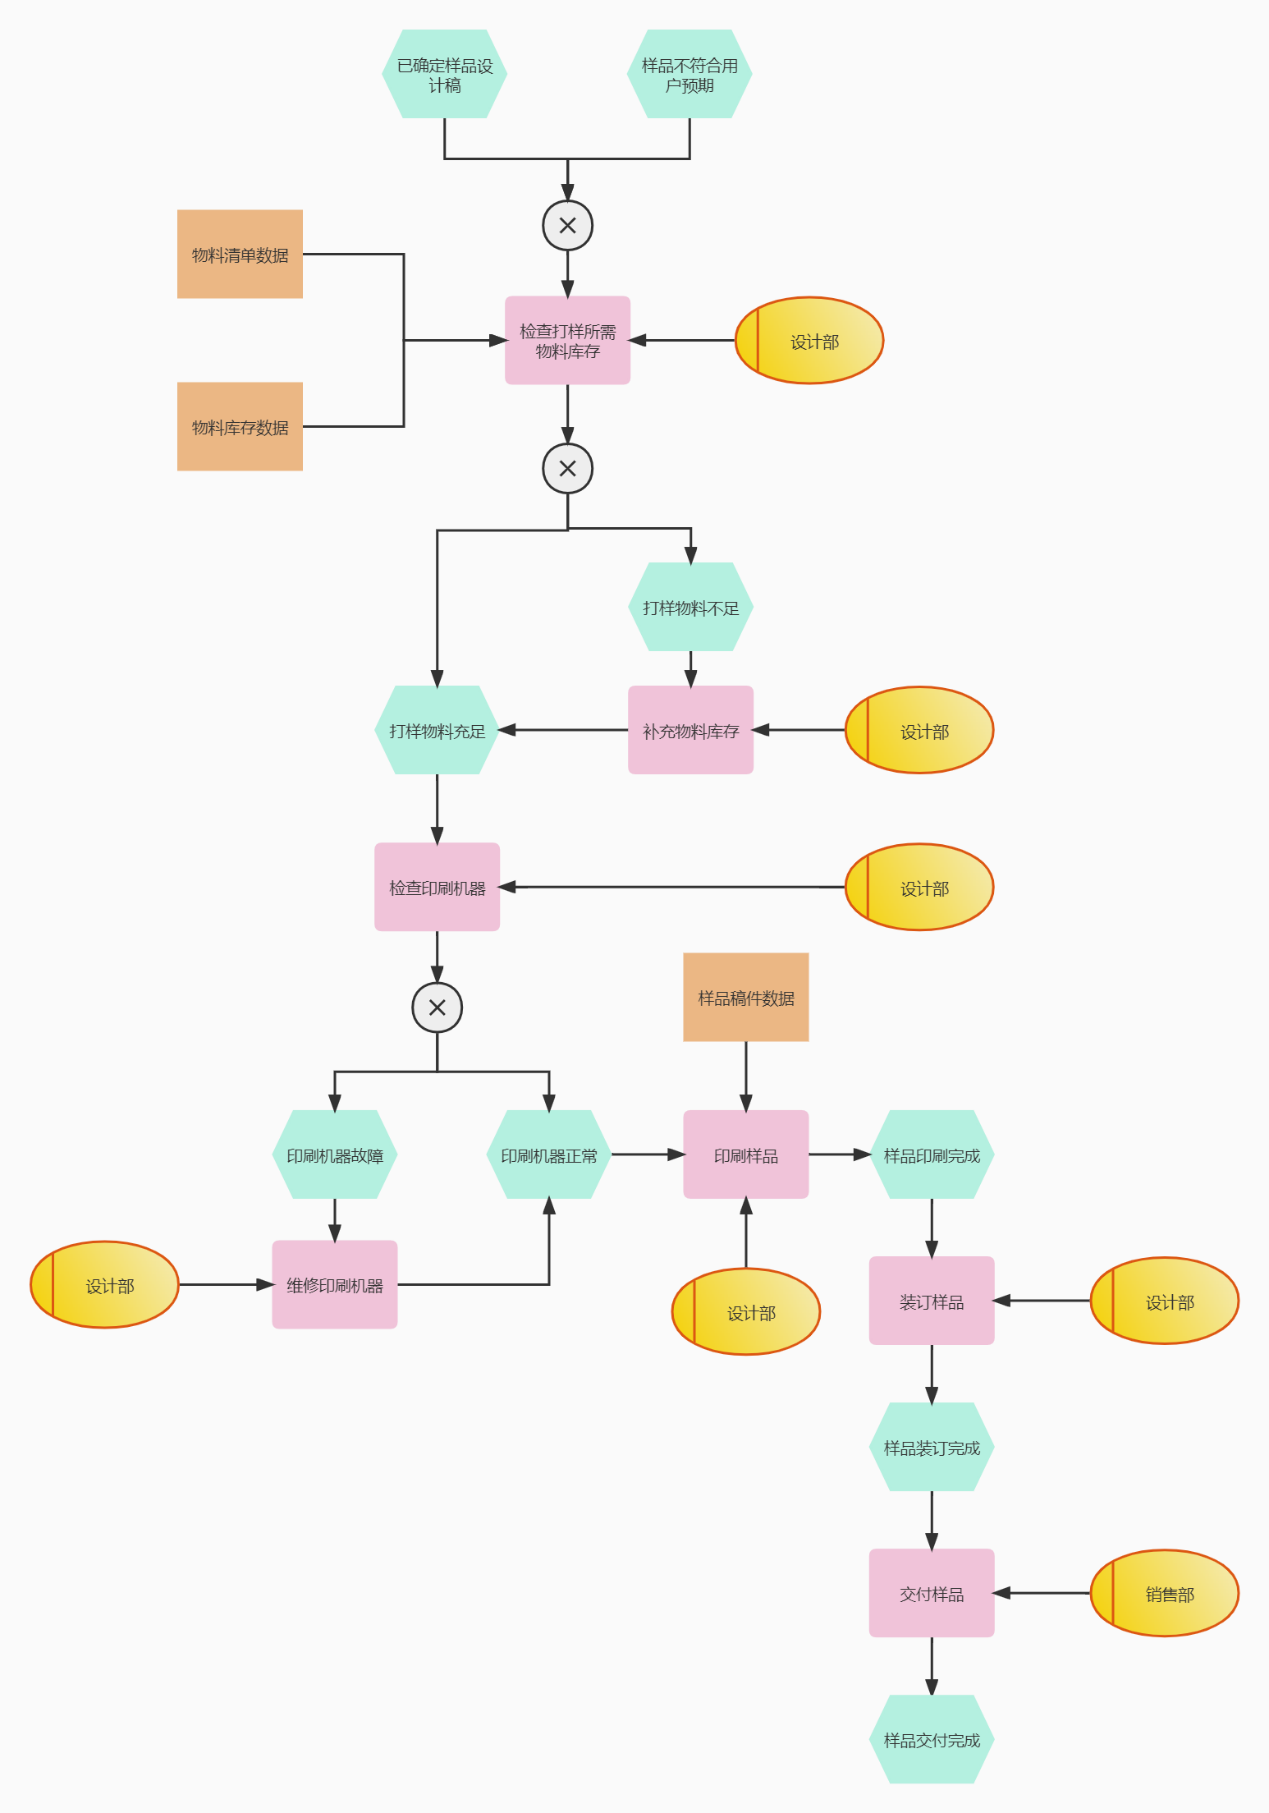 已确定样品设
计稿
样品不符合用
户预期
物料清单数据
检查打样所需
物料库存
设计部
物料库存数据
打样物料不足
打样物料充足
补充物料库存
设计部
检查印刷机器
设计部
样品稿件数据
印刷机器故障
印刷机器正常
印刷样品
样品印刷完成
设计部
维修印刷机器
设计部
装订样品
设计部
样品装订完成
交付样品
销售部
样品交付完成